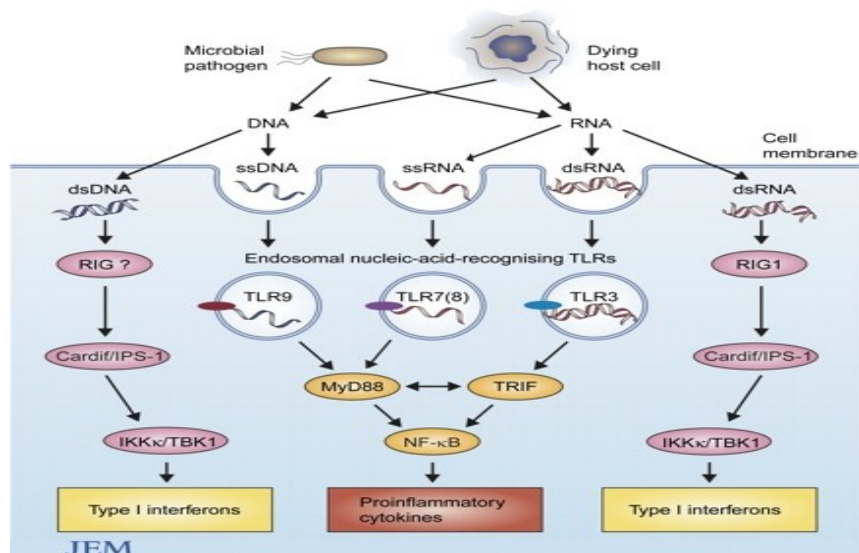 Microbial
pathogen
Dying
host cell
DNA
RNA
Cell
membrane
ssDNA
ssRNA
dsRNA
dsDNA
dsRNA
RIG ?
Endosomal nucleic-acid-recognising TLRs
RIG1
TLR9
TLR7(8)
TLR3
Cardif/IPS-1
Cardif/IPS-1
MyD88
TRIF
IKKκ/TBK1
NF-κB
IKKκ/TBK1
Type I interferons
Proinflammatory
cytokines
Type I interferons
JEM